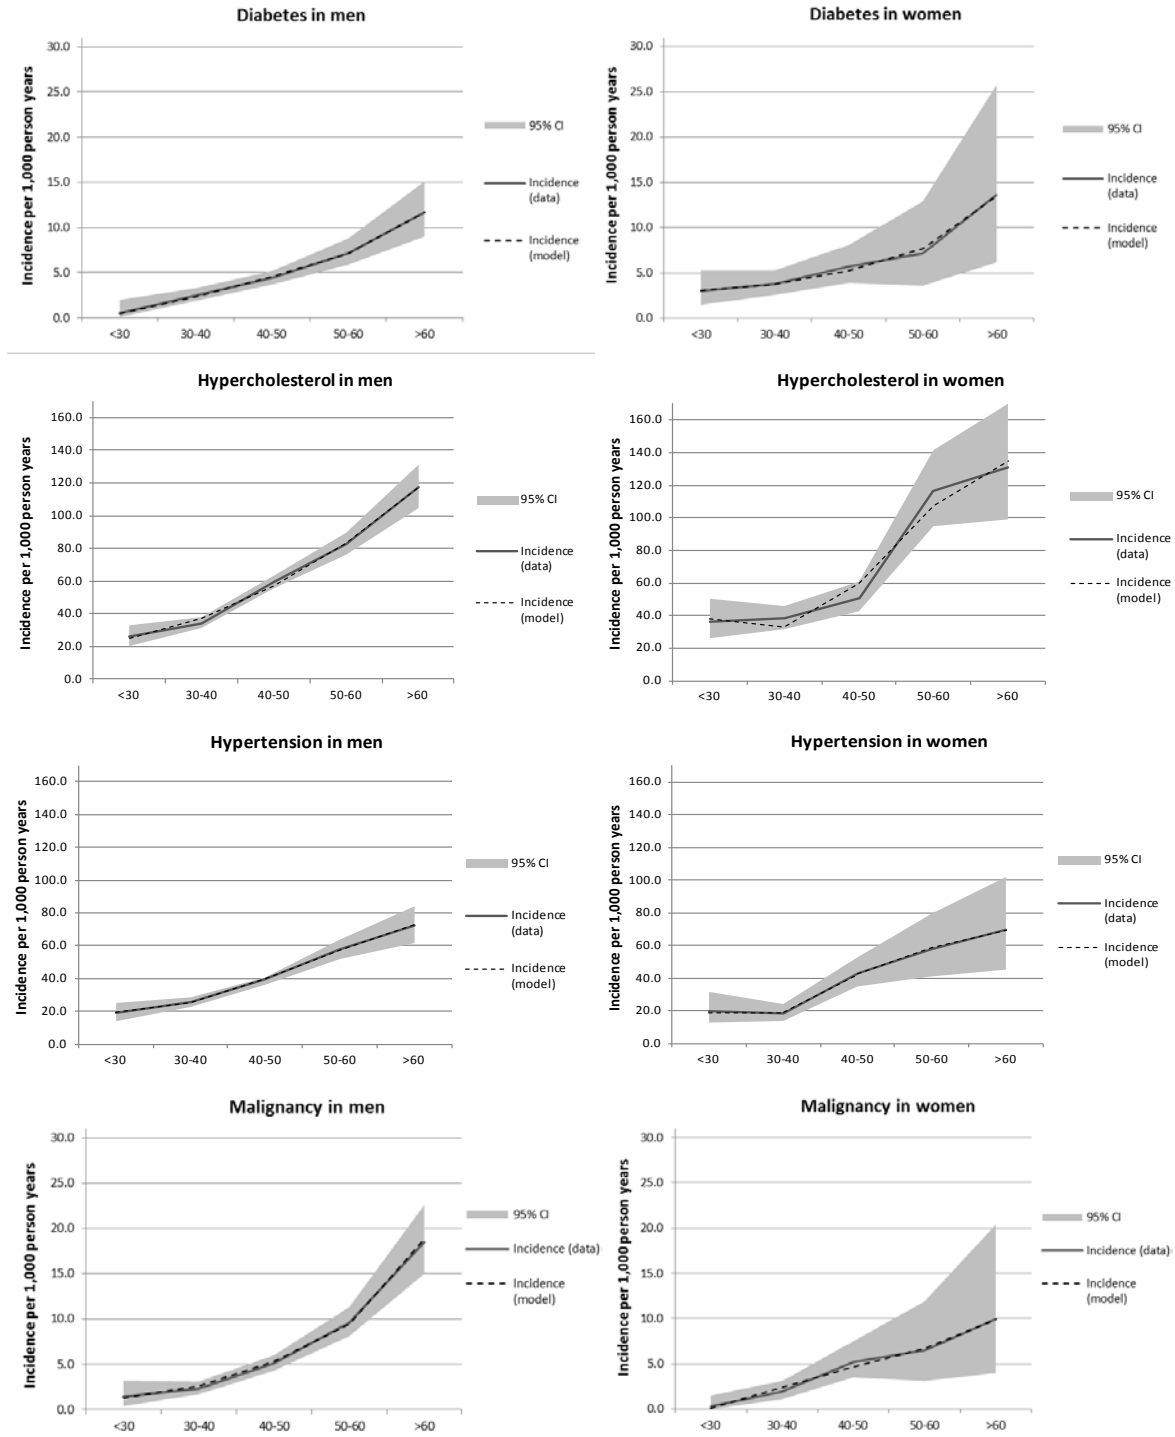 Diabetes in men
Incidence per 1,000 person years
30.0
25.0
20.0
15.0
10.0
5.0
0.0
<30 30-40 40-50 50-60 >60
95% CI
Incidence
(data)
Incidence
(model)
Diabetes in women
Incidence per 1,000 person years
30.0
25.0
20.0
15.0
10.0
5.0
0.0
<30 30-40 40-50 50-60 >60
95% CI
Incidence
(data)
Incidence
(model)
Hypercholesterol in men
Incidence per 1,000 person years
160.0
140.0
120.0
100.0
80.0
60.0
40.0
20.0
0.0
<30 30-40 40-50 50-60 >60
95% CI
Incidence
(data)
Incidence
(model)
Hypercholesterol in women
Incidence per 1,000 person years
160.0
140.0
120.0
100.0
80.0
60.0
40.0
20.0
0.0
<30 30-40 40-50 50-60 >60
95% CI
Incidence
(data)
Incidence
(model)
Hypertension in men
Incidence per 1,000 person years
160.0
140.0
120.0
100.0
80.0
60.0
40.0
20.0
0.0
<30 30-40 40-50 50-60 >60
95% CI
Incidence
(data)
Incidence
(model)
Hypertension in women
Incidence per 1,000 person years
160.0
140.0
120.0
100.0
80.0
60.0
40.0
20.0
0.0
<30 30-40 40-50 50-60 >60
95% CI
Incidence
(data)
Incidence
(model)
Malignancy in men
Incidence per 1,000 person years
30.0
25.0
20.0
15.0
10.0
5.0
0.0
<30 30-40 40-50 50-60 >60
95% CI
Incidence (data)
Incidence
(model)
Malignancy in women
Incidence per 1,000 person years
30.0
25.0
20.0
15.0
10.0
5.0
0.0
<30 30-40 40-50 50-60 >60
95% CI
Incidence (data)
Incidence
(model)